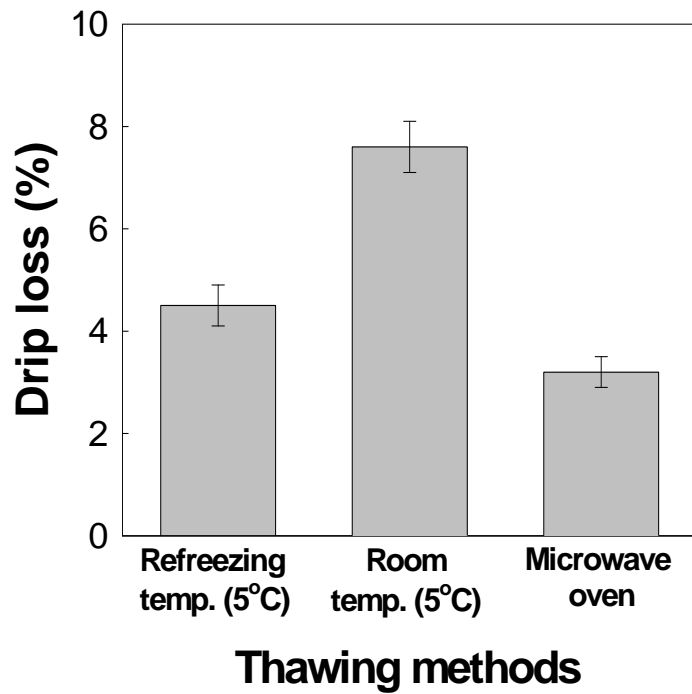 10
8
6
4
2
0
Drip loss (%)
Refreezing
temp. (5°C)
Room
temp. (5°C)
Microwave
oven
Thawing methods